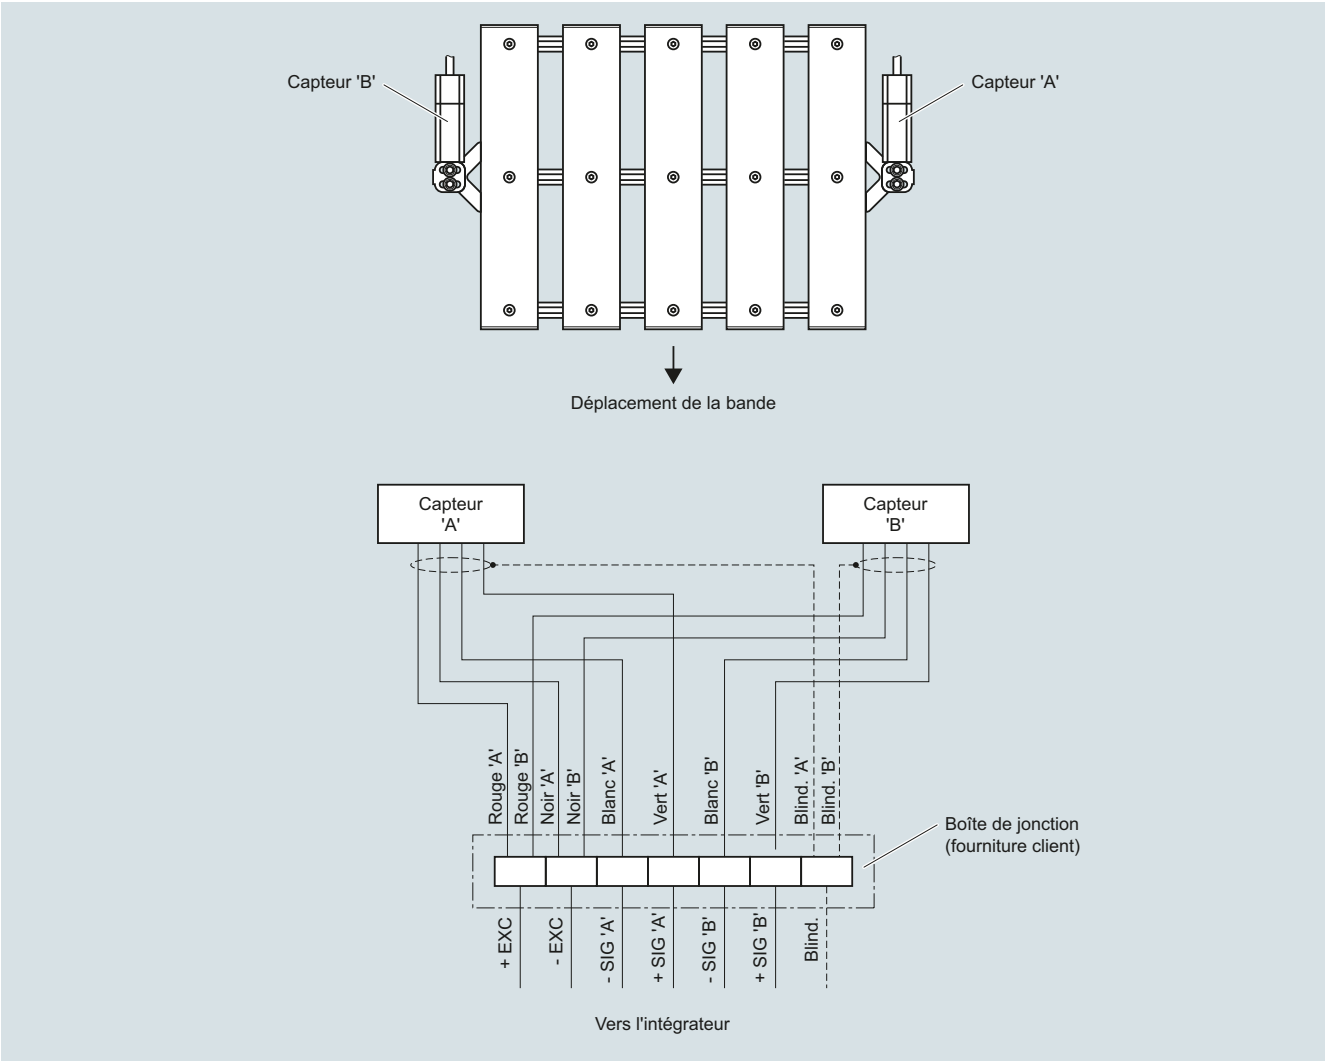 Capteur 'B'
Capteur 'A'
Déplacement de la bande
Capteur
'A'
Capteur
'B'
Rouge 'A'
Rouge 'B'
Noir 'A'
Noir 'B'
Blanc 'A'
Vert 'A'
Blanc 'B'
Vert 'B'
Blind. 'A'
Blind. 'B'
Boîte de jonction
(fourniture client)
+ EXC
- EXC
- SIG 'A'
+ SIG 'A'
- SIG 'B'
+ SIG 'B'
Blind.
Vers l'intégrateur